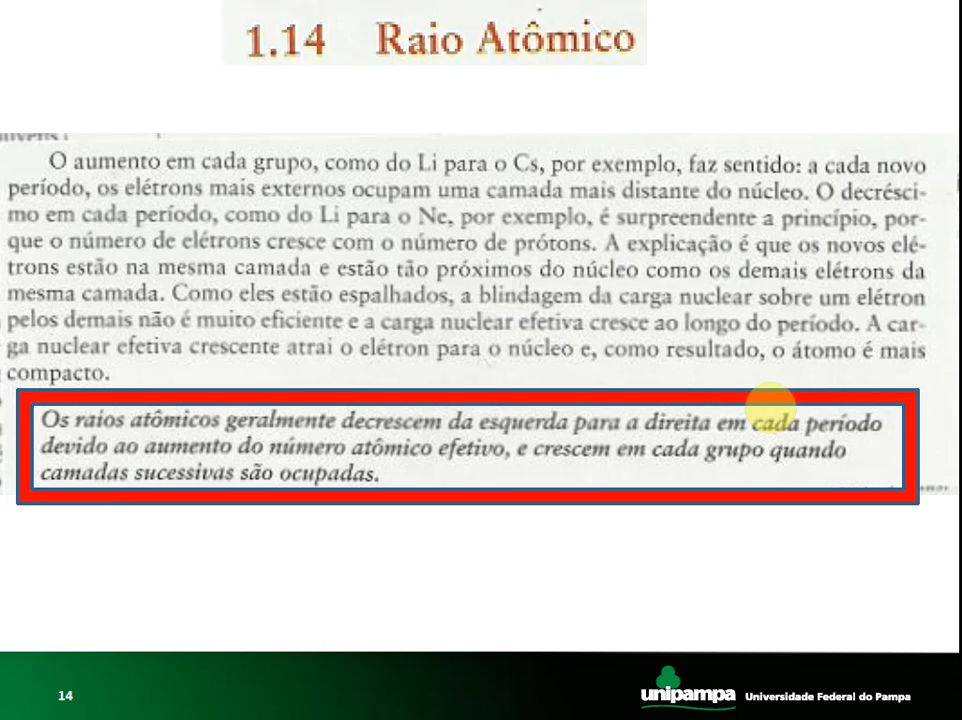 1.14 Raio Atômico
O aumento em cada grupo, como do Li para o Cs, por exemplo, faz sentido: a cada novo
período, os elétrons mais externos ocupam uma camada mais distante do núcleo. O decrésci-
mo em cada período, como do Li para o Ne, por exemplo, é surpreendente a princípio, por-
que o número de elétrons cresce com o número de prótons. A explicação é que os novos elé-
trons estão na mesma camada e estão tão próximos do núcleo como os demais elétrons da
mesma camada. Como eles estão espalhados, a blindagem da carga nuclear sobre um elétron
pelos demais não é muito eficiente e a carga nuclear efetiva cresce ao longo do período. A car-
ga nuclear efetiva crescente atrai o elétron para o núcleo e, como resultado, o átomo é mais
compacto.
Os raios atômicos geralmente decrescem da esquerda para a direita em cada período
devido ao aumento do número atômico efetivo, e crescem em cada grupo quando
camadas sucessivas são ocupadas.
14
unipampa Universidade Federal do Pampa